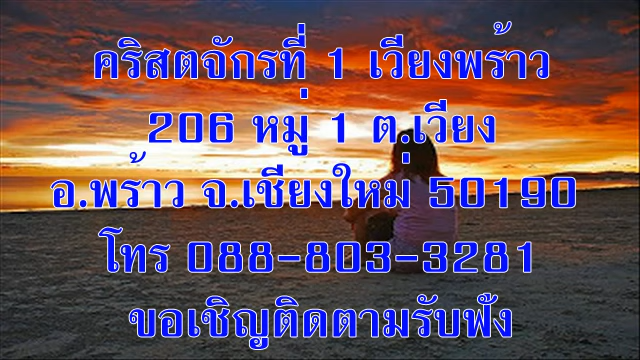 คริสตจักรที่ 1 เวียงพร้าว
206 หมู่ 1 ต.เวียง
อ.พร้าว จ.เชียงใหม่ 50190
โทร 088-803-3281
ขอเชิญติดตามรับฟัง